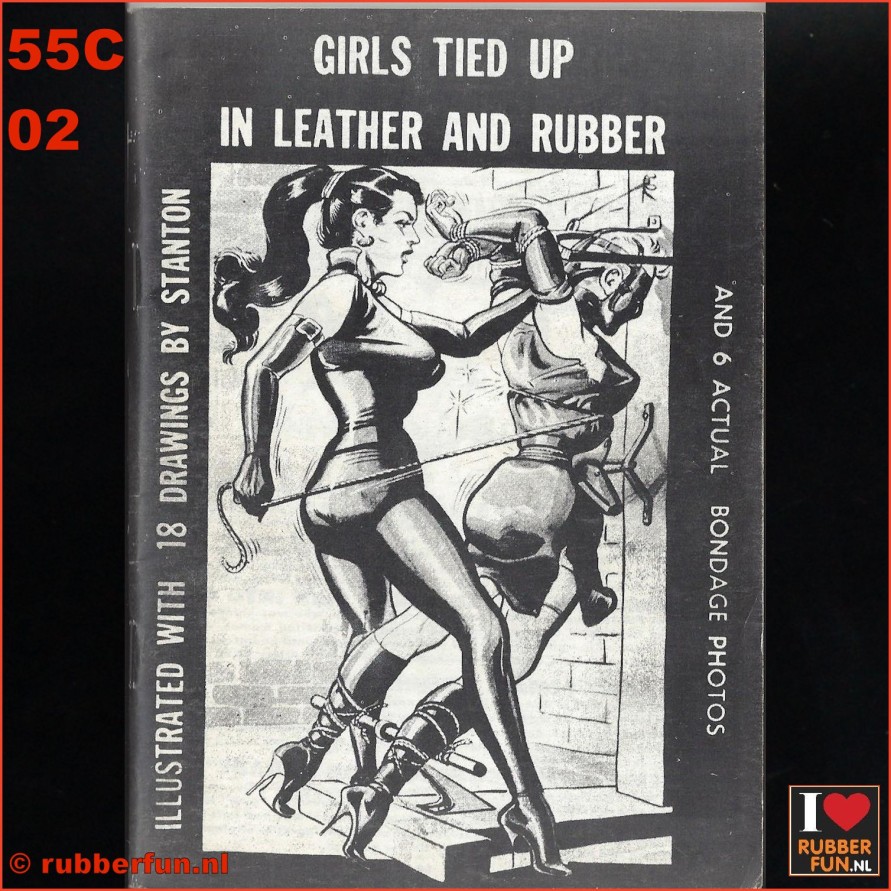 55C
02
GIRLS TIED UP
IN LEATHER AND RUBBER
ILLUSTRATED WITH 18 DRAWINGS BY STANTON
AND 6 ACTUAL BONDAGE PHOTOS
© rubberfun.nl
I
RUBBER
FUN.NL